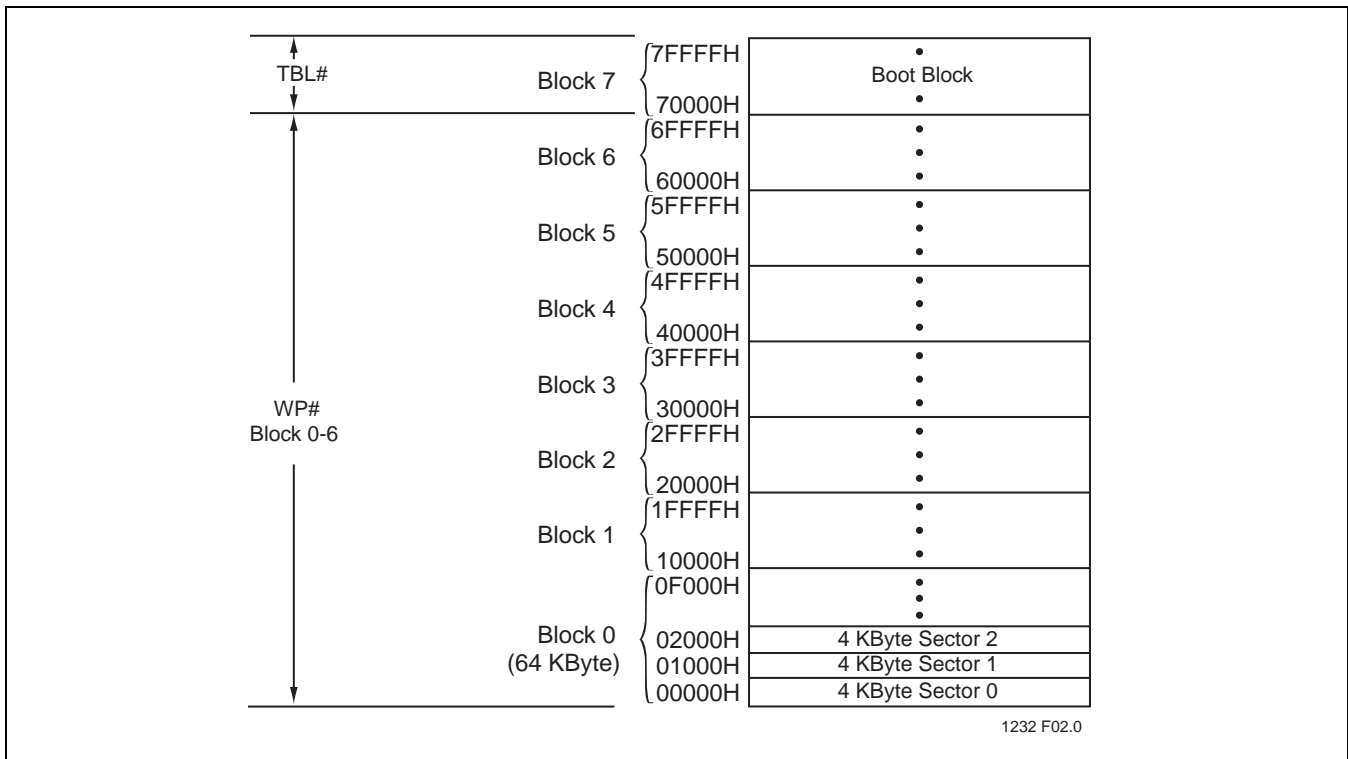 TBL#
Block 7
7FFFFH
70000H
Boot Block
Block 6
6FFFFH
60000H
Block 5
5FFFFH
50000H
Block 4
4FFFFH
40000H
Block 3
3FFFFH
30000H
WP#
Block 0-6
Block 2
2FFFFH
20000H
Block 1
1FFFFH
10000H
Block 0
(64 KByte)
0F000H
02000H
4 KByte Sector 2
01000H
4 KByte Sector 1
00000H
4 KByte Sector 0
1232 F02.0